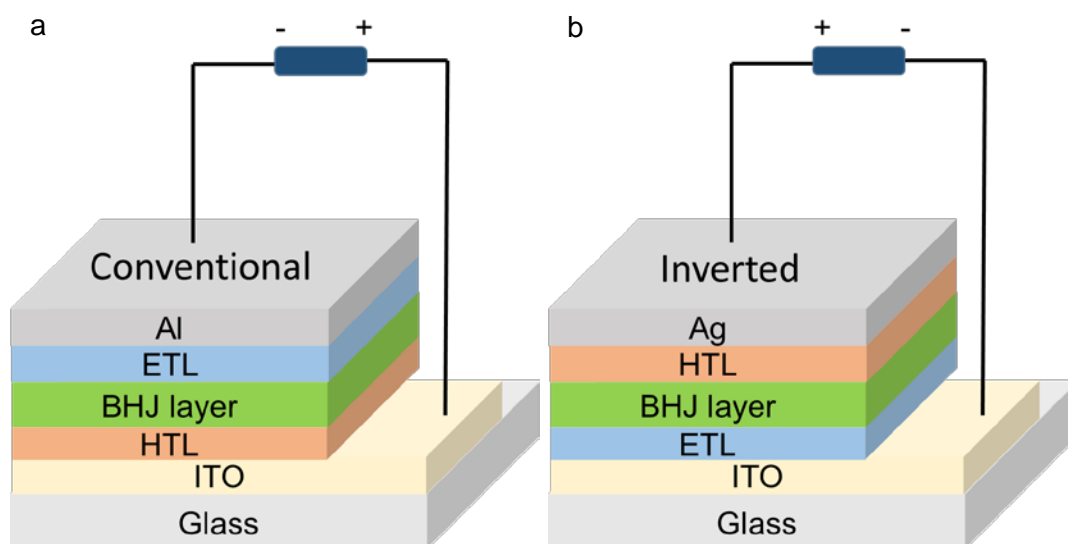 a
- +
Conventional
Al
ETL
BHJ layer
HTL
ITO
Glass
b
+ -
Inverted
Ag
HTL
BHJ layer
ETL
ITO
Glass